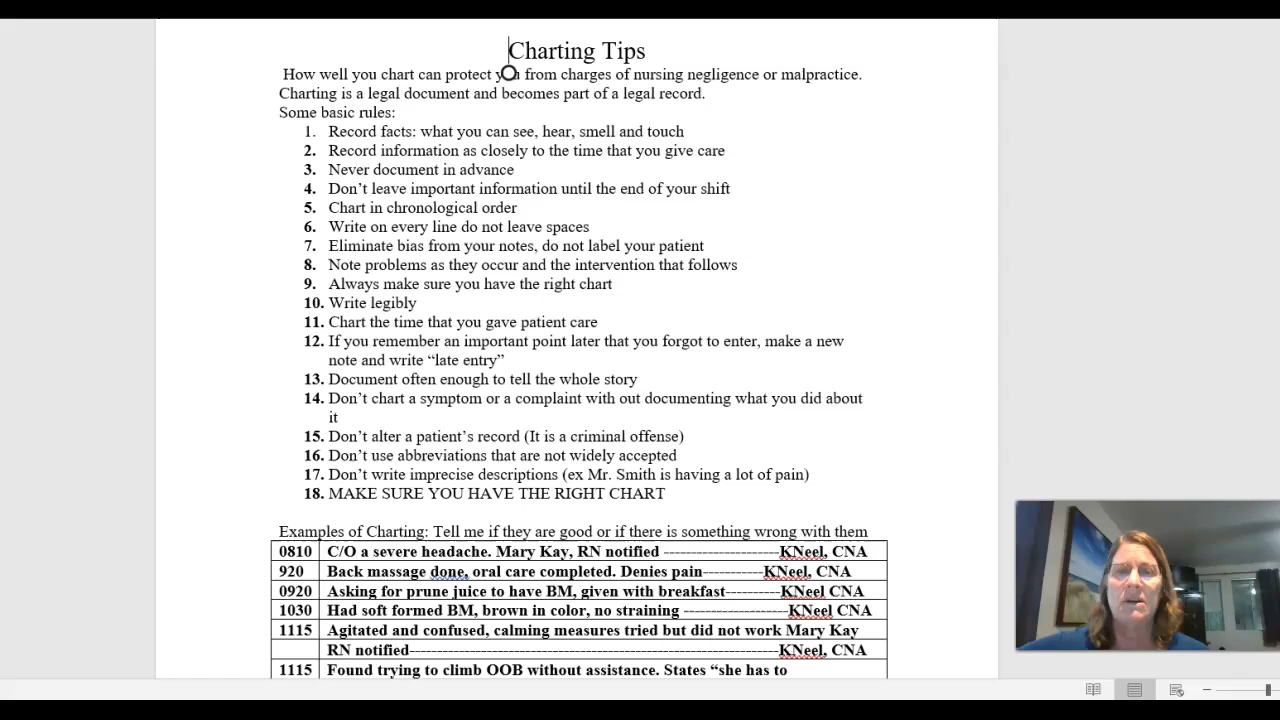 Charting Tips
How well you chart can protect you from charges of nursing negligence or malpractice.
Charting is a legal document and becomes part of a legal record.
Some basic rules:
1. Record facts: what you can see, hear, smell and touch
2. Record information as closely to the time that you give care
3. Never document in advance
4. Don’t leave important information until the end of your shift
5. Chart in chronological order
6. Write on every line do not leave spaces
7. Eliminate bias from your notes, do not label your patient
8. Note problems as they occur and the intervention that follows
9. Always make sure you have the right chart
10. Write legibly
11. Chart the time that you gave patient care
12. If you remember an important point later that you forgot to enter, make a new
note and write “late entry”
13. Document often enough to tell the whole story
14. Don’t chart a symptom or a complaint with out documenting what you did about
it
15. Don’t alter a patient’s record (It is a criminal offense)
16. Don’t use abbreviations that are not widely accepted
17. Don’t write imprecise descriptions (ex Mr. Smith is having a lot of pain)
18. MAKE SURE YOU HAVE THE RIGHT CHART
Examples of Charting: Tell me if they are good or if there is something wrong with them
0810 C/O a severe headache. Mary Kay, RN notified ---------------------KNeel, CNA
920 Back massage done, oral care completed. Denies pain-----------KNeel, CNA
0920 Asking for prune juice to have BM, given with breakfast----------KNeel CNA
1030 Had soft formed BM, brown in color, no straining -------------------KNeel CNA
1115 Agitated and confused, calming measures tried but did not work Mary Kay
RN notified-------------------------------------------------------------------KNeel, CNA
1115 Found trying to climb OOB without assistance. States “she has to